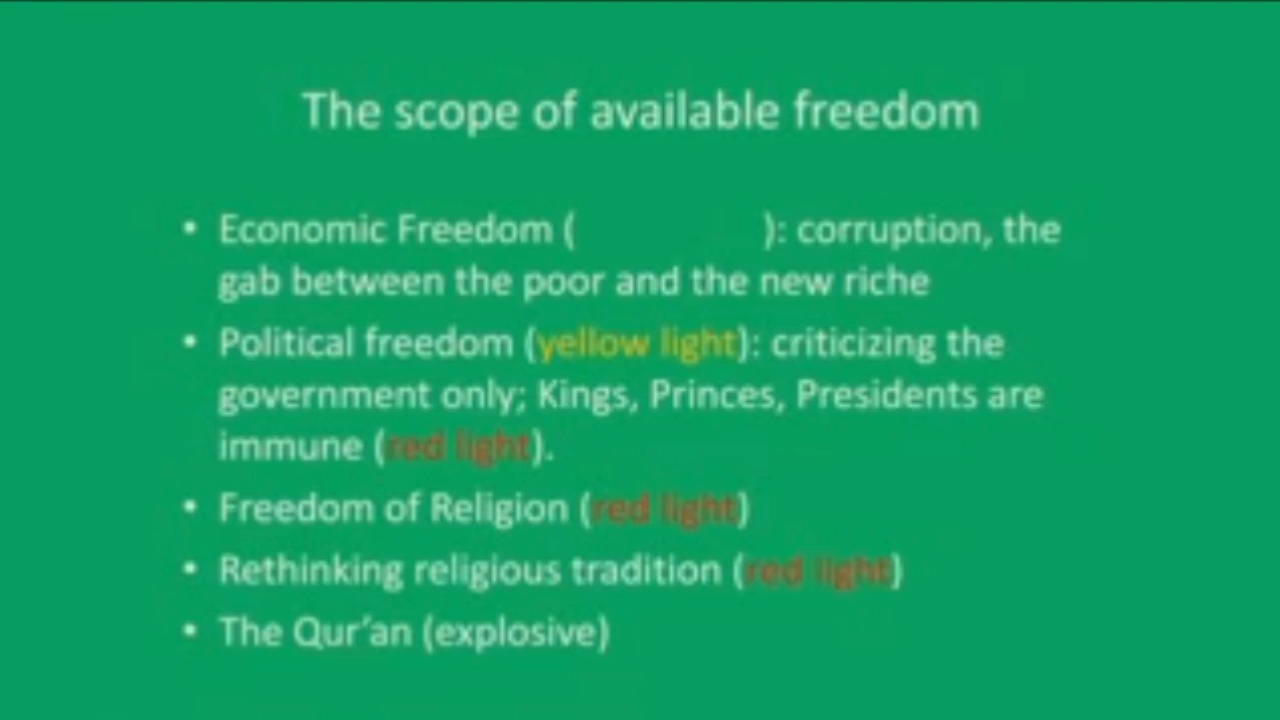 The scope of available freedom
• Economic Freedom ( ): corruption, the
gab between the poor and the new riche
• Political freedom (yellow light): criticizing the
government only; Kings, Princes, Presidents are
immune (red light).
• Freedom of Religion (red light)
• Rethinking religious tradition (red light)
• The Qur’an (explosive)